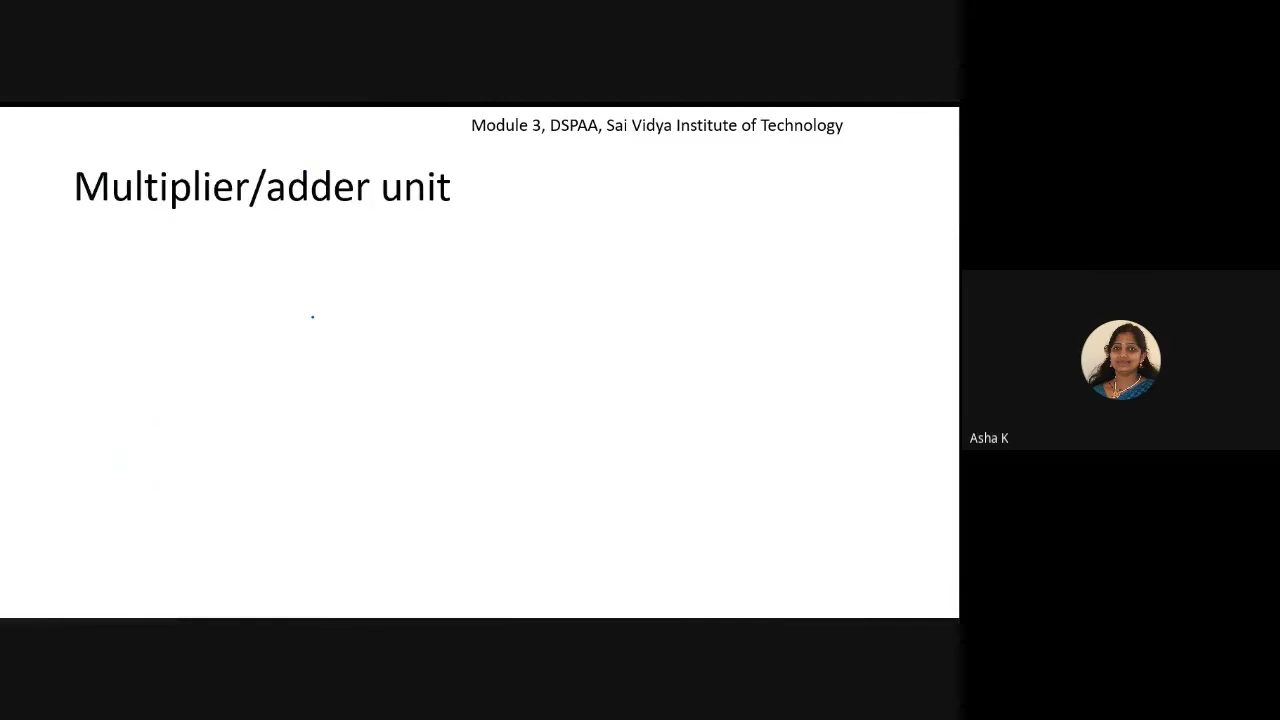 Module 3, DSPAA, Sai Vidya Institute of Technology
Multiplier/adder unit
Asha K